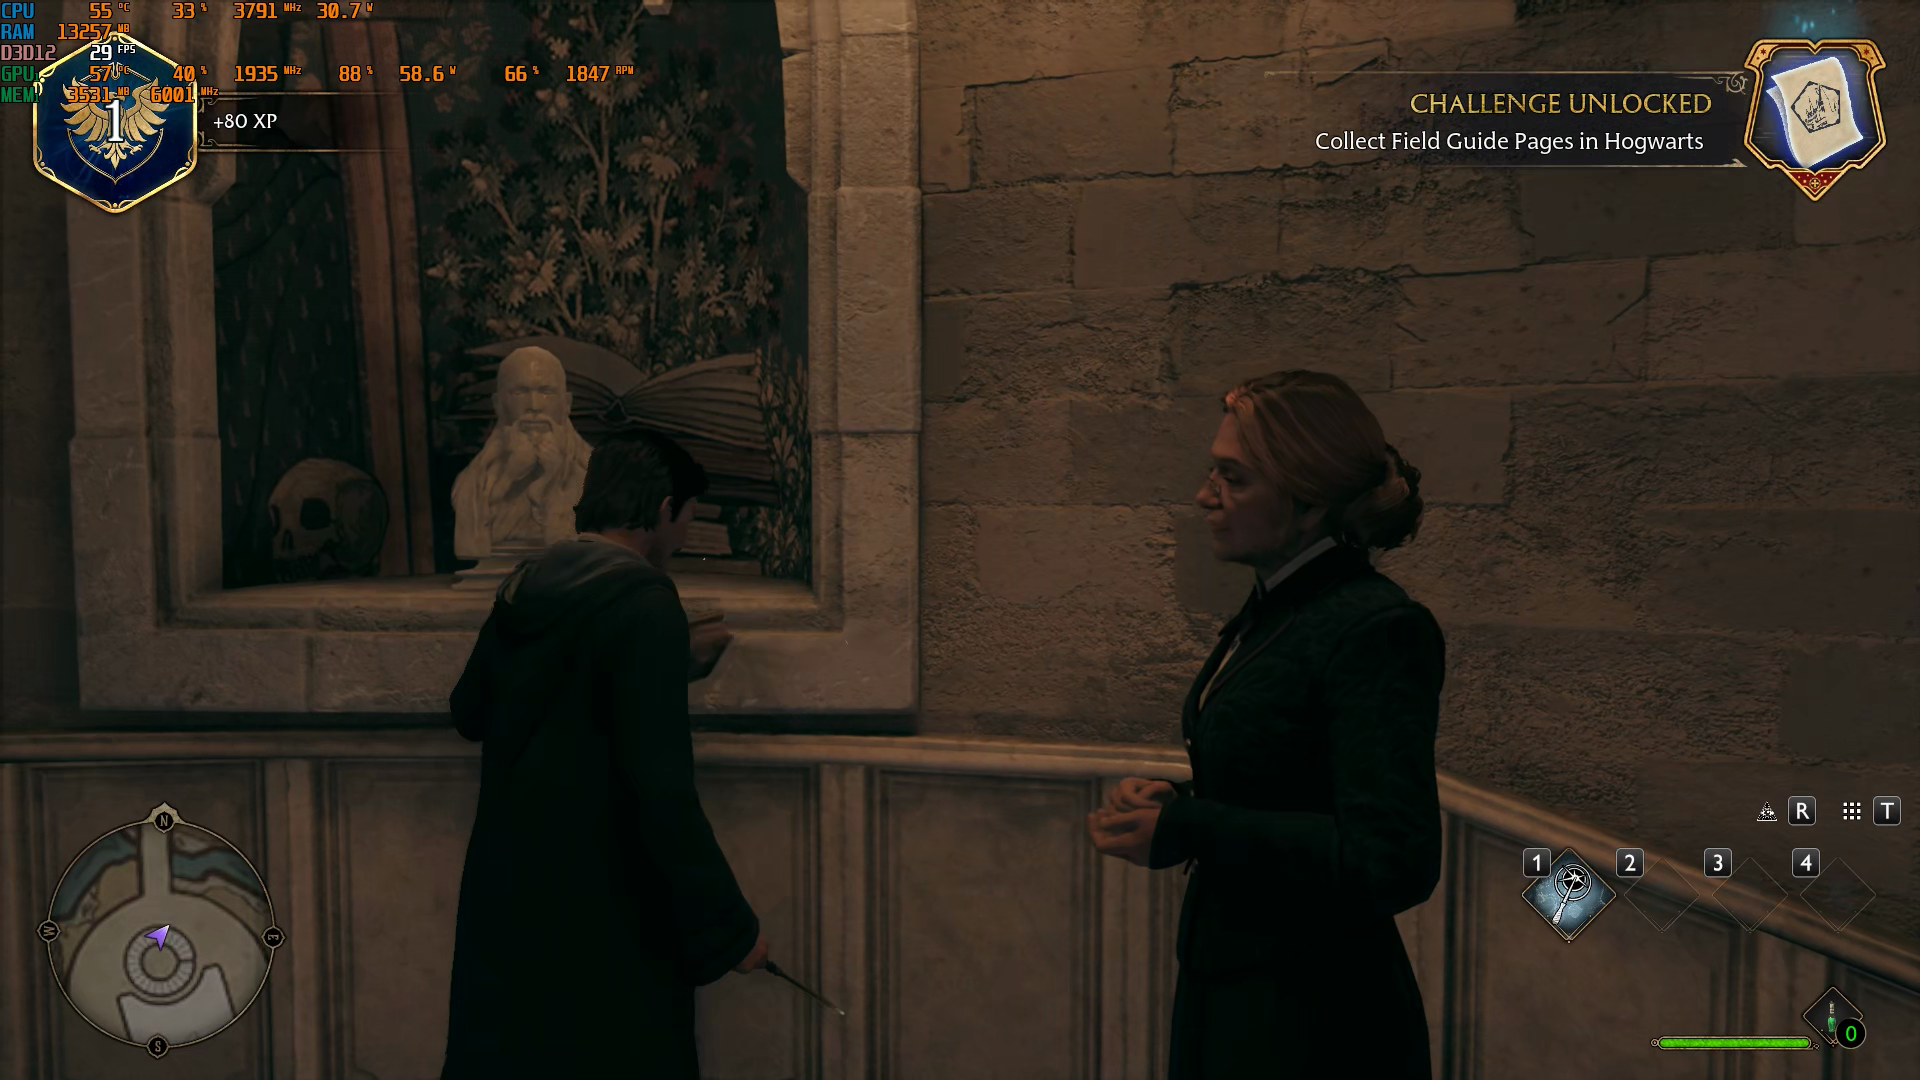 CPU 55 °C 33 % 3791 MHz 30.7 W
RAM 13257 MB
D3D12 29 FPS
GPU 57 °C 40 % 1935 MHz 88 % 58.6 W 66 % 1847 RPM
MEM 3531 MB 6001 MHz
1
+80 XP
CHALLENGE UNLOCKED
Collect Field Guide Pages in Hogwarts
N
W
E
S
R T
1 2 3 4
0